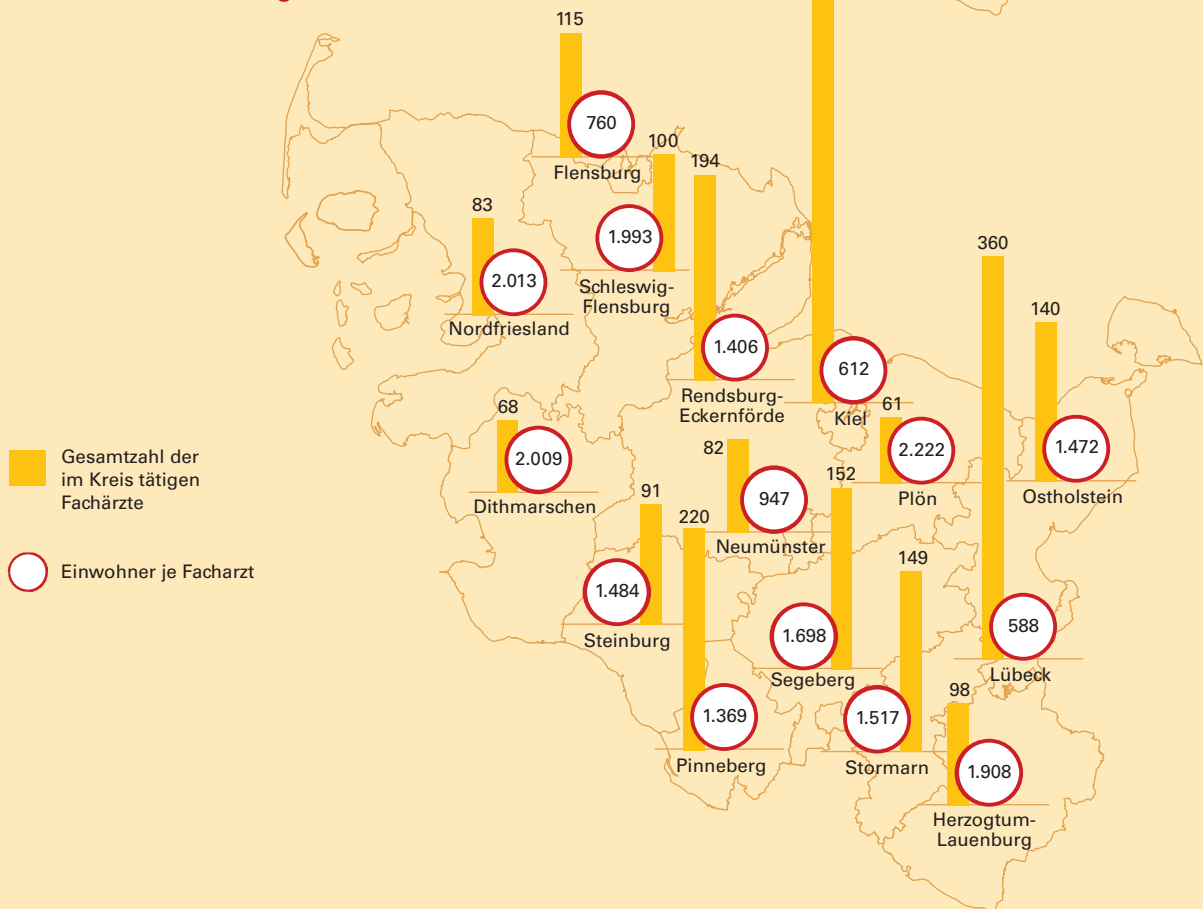 115
760
Flensburg
100
1.993
Schleswig-
Flensburg
194
1.406
Rendsburg-
Eckernförde
83
2.013
Nordfriesland
612
Kiel
61
2.222
Plön
360
588
Lübeck
140
1.472
Ostholstein
68
2.009
Dithmarschen
82
947
Neumünster
152
1.698
Segeberg
91
1.484
Steinburg
220
1.369
Pinneberg
149
1.517
Stormarn
98
1.908
Herzogtum-
Lauenburg
Gesamtzahl der
im Kreis tätigen
Fachärzte
Einwohner je Facharzt